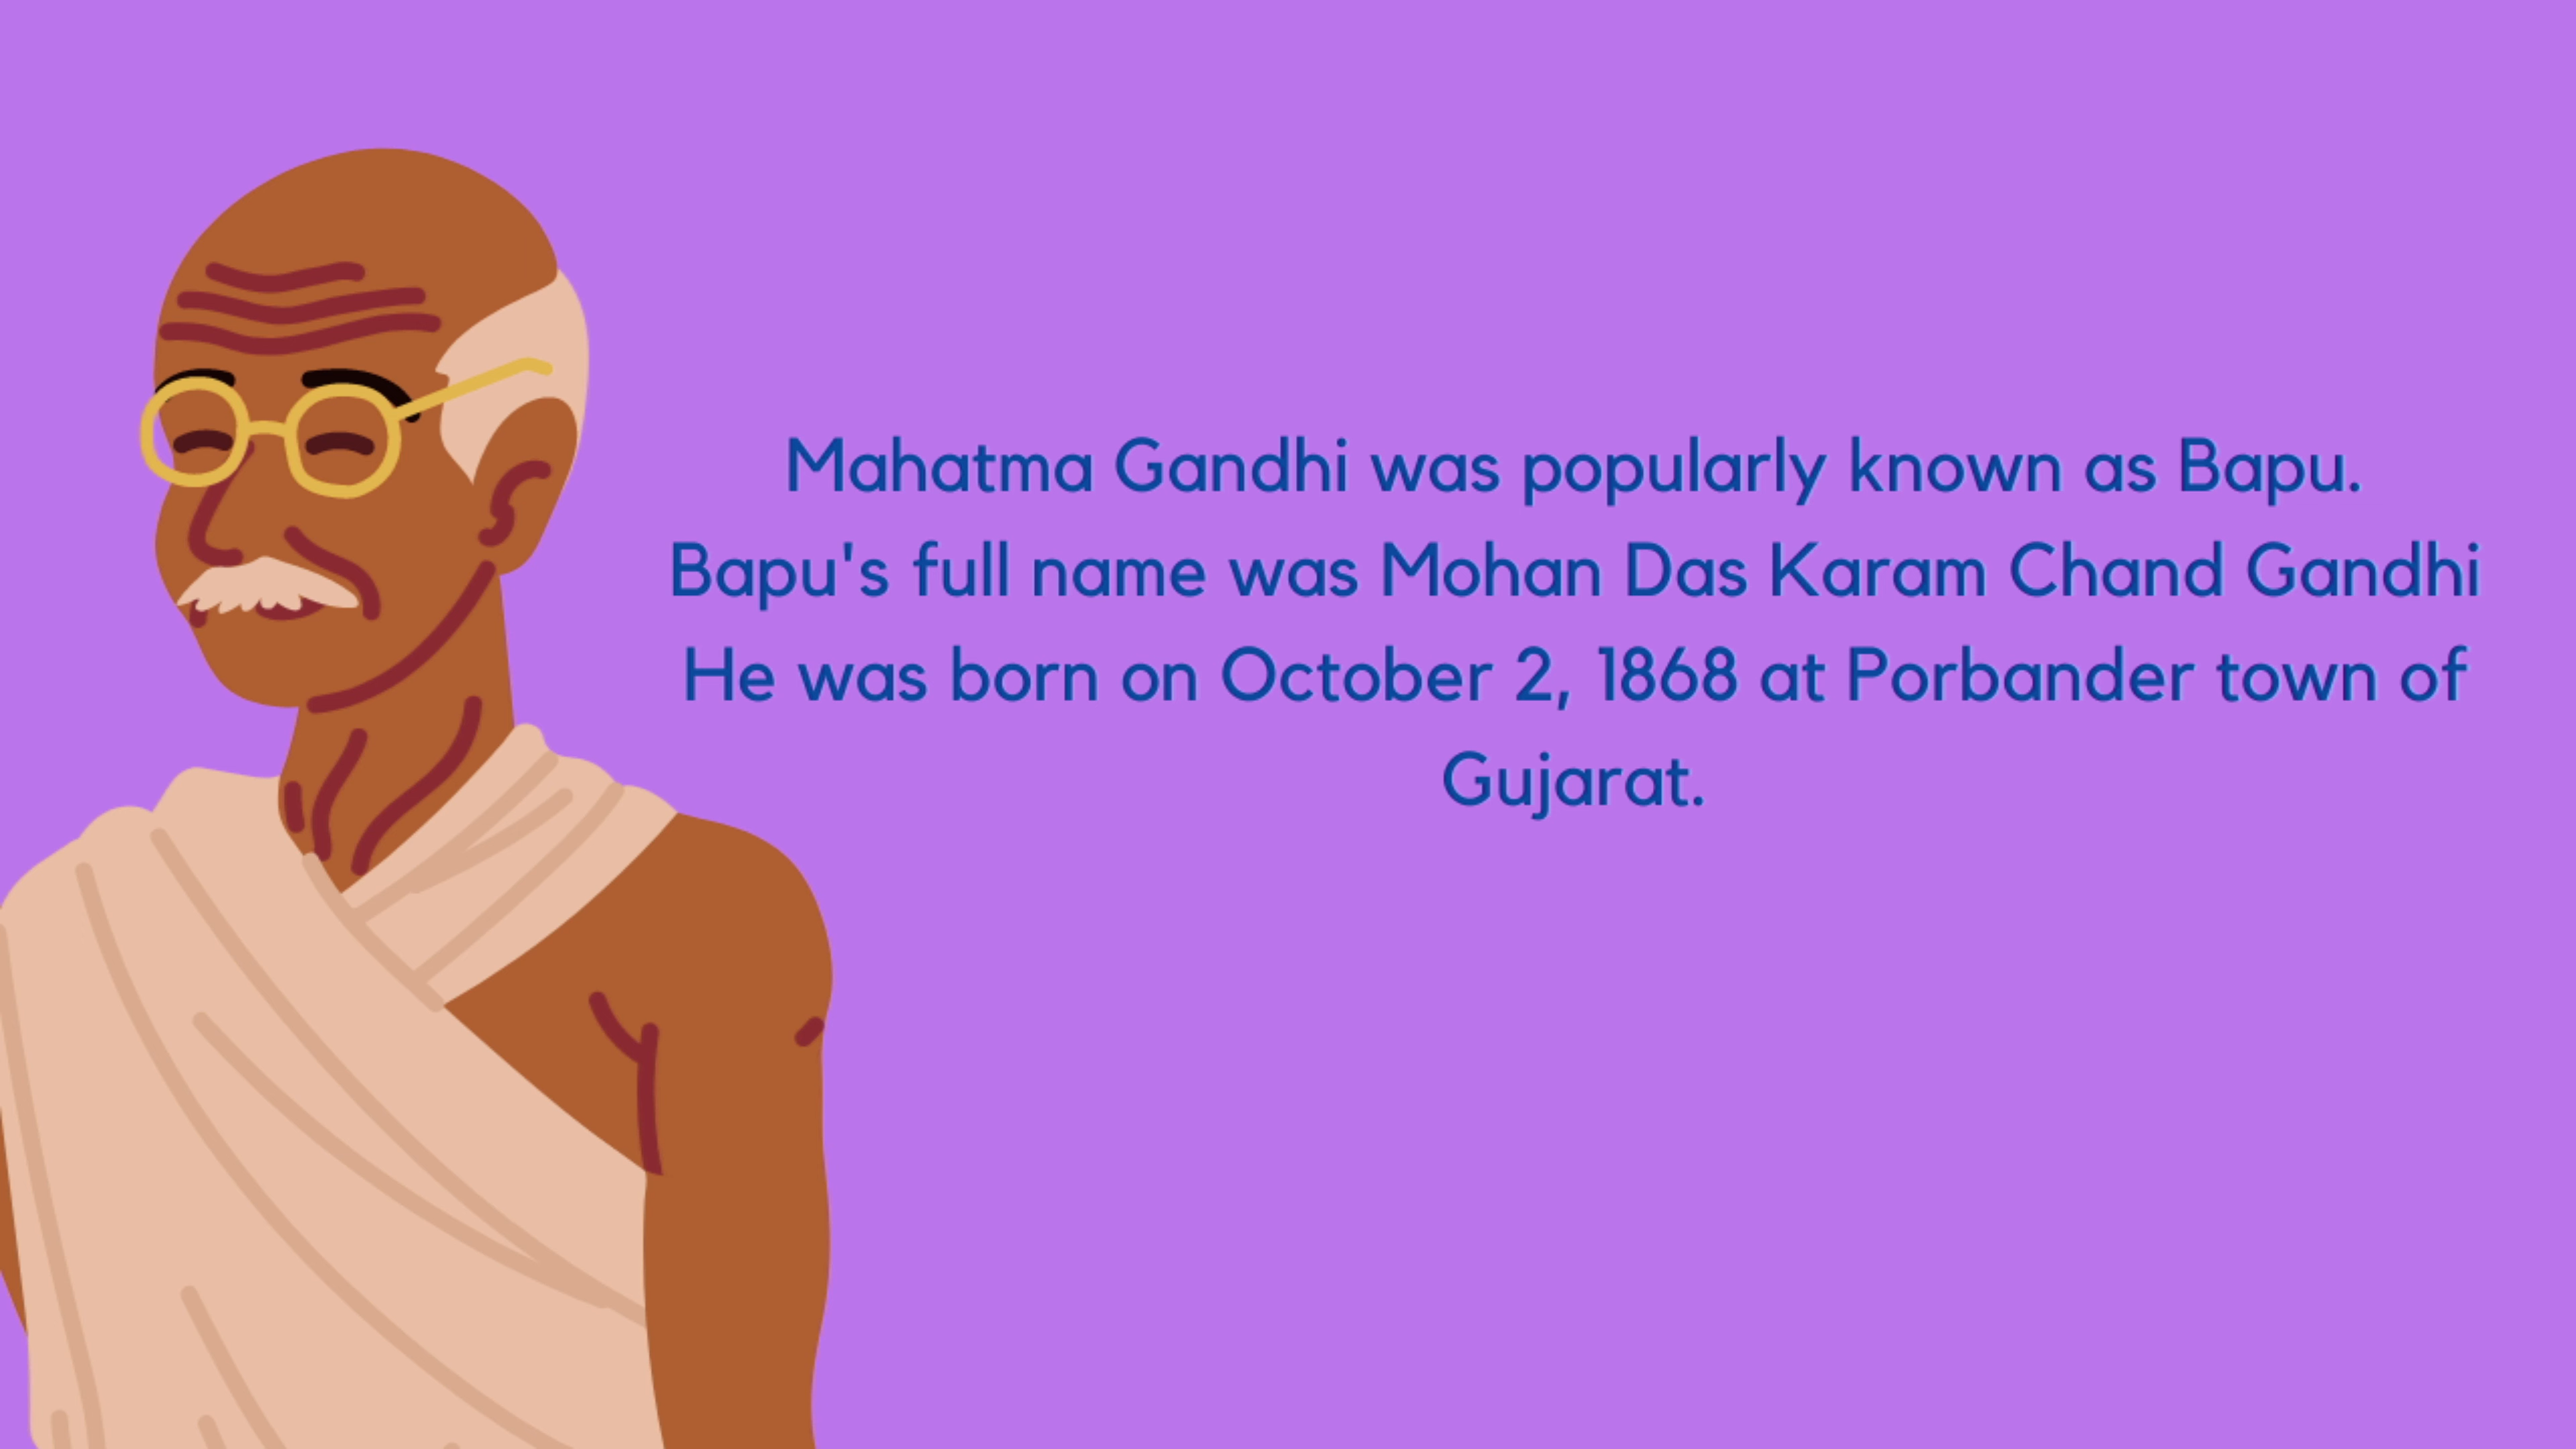 Mahatma Gandhi was popularly known as Bapu.
Bapu's full name was Mohan Das Karam Chand Gandhi
He was born on October 2, 1868 at Porbander town of
Gujarat.